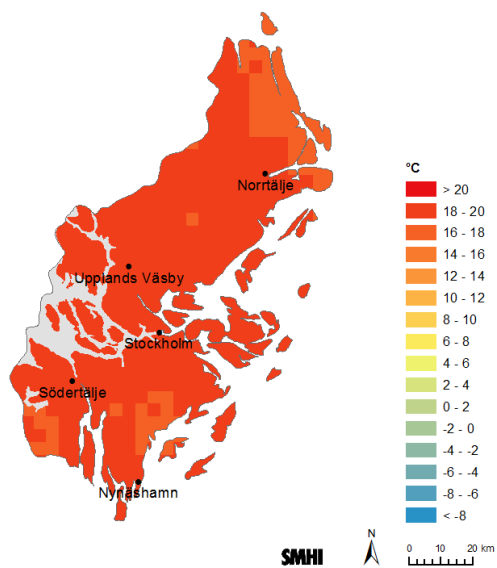 Norrtälje
Upplands Väsby
Stockholm
Södertälje
Nynäshamn
°C
> 20
18 - 20
16 - 18
14 - 16
12 - 14
10 - 12
8 - 10
6 - 8
4 - 6
2 - 4
0 - 2
-2 - 0
-4 - -2
-6 - -4
-8 - -6
< -8
SMHI
N
0 10 20 km